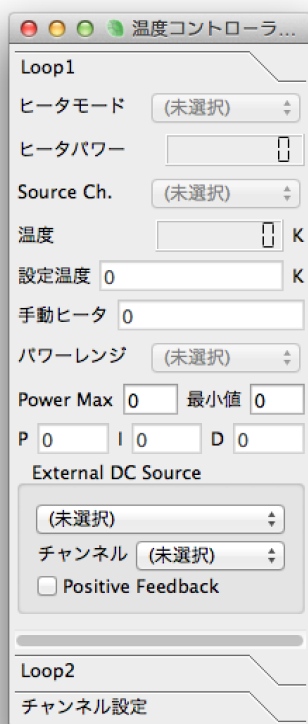 温度コントローラ...
Loop1
ヒータモード (未選択)
ヒータパワー 0
Source Ch. (未選択)
温度 0 K
設定温度 0 K
手動ヒータ 0
パワーレンジ (未選択)
Power Max 0 最小値 0
P 0 I 0 D 0
External DC Source
(未選択)
チャンネル (未選択)
Positive Feedback
Loop2
チャンネル設定